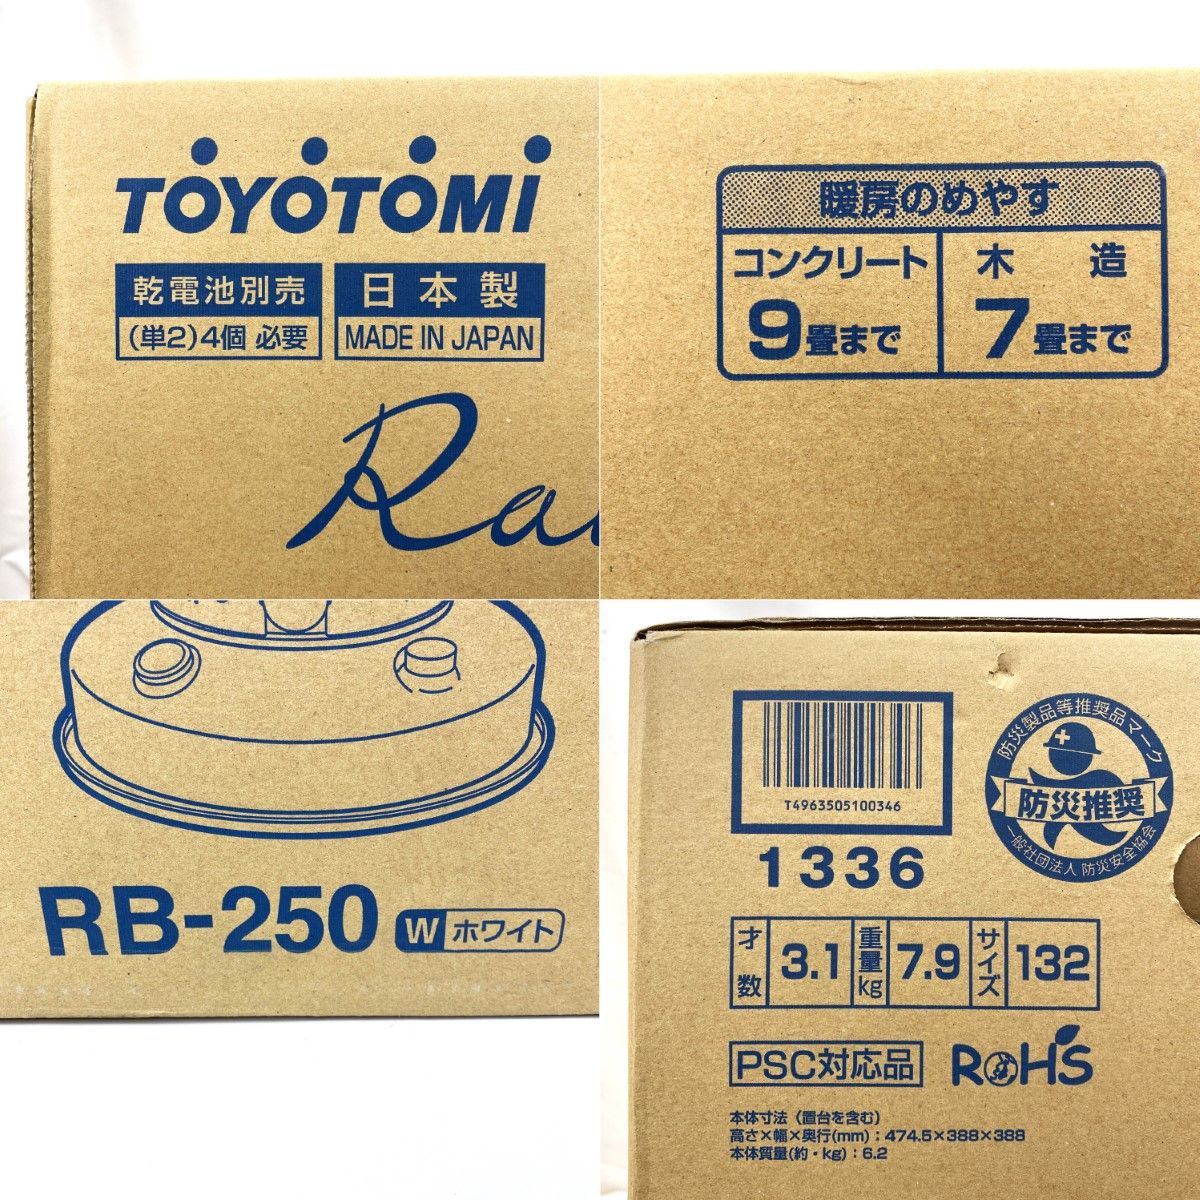 TOYOTOMI
乾電池別売
(単2)4個 必要
日本製
MADE IN JAPAN
暖房のめやす
コンクリート
9畳まで
木造
7畳まで
RB-250 W ホワイト
T4963505100346
1336
防災製品等推奨品マーク
防災推奨
一般社団法人 防災安全協会
才数 3.1 重量kg 7.9 サイズ 132
PSC対応品
RoHS
本体寸法(置台を含む)
高さ×幅×奥行(mm):474.5×388×388
本体質量(約・kg):6.2